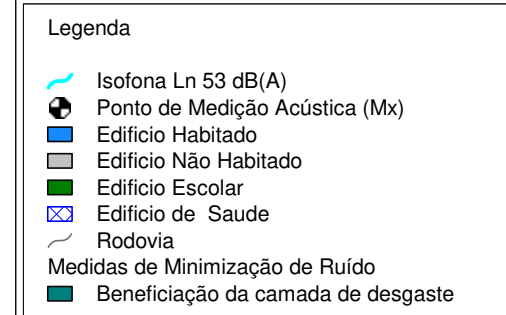 Legenda
Isofona Ln 53 dB(A)
Ponto de Medição Acústica (Mx)
Edificio Habitado
Edificio Não Habitado
Edificio Escolar
Edificio de Saude
Rodovia
Medidas de Minimização de Ruído
Beneficiação da camada de desgaste